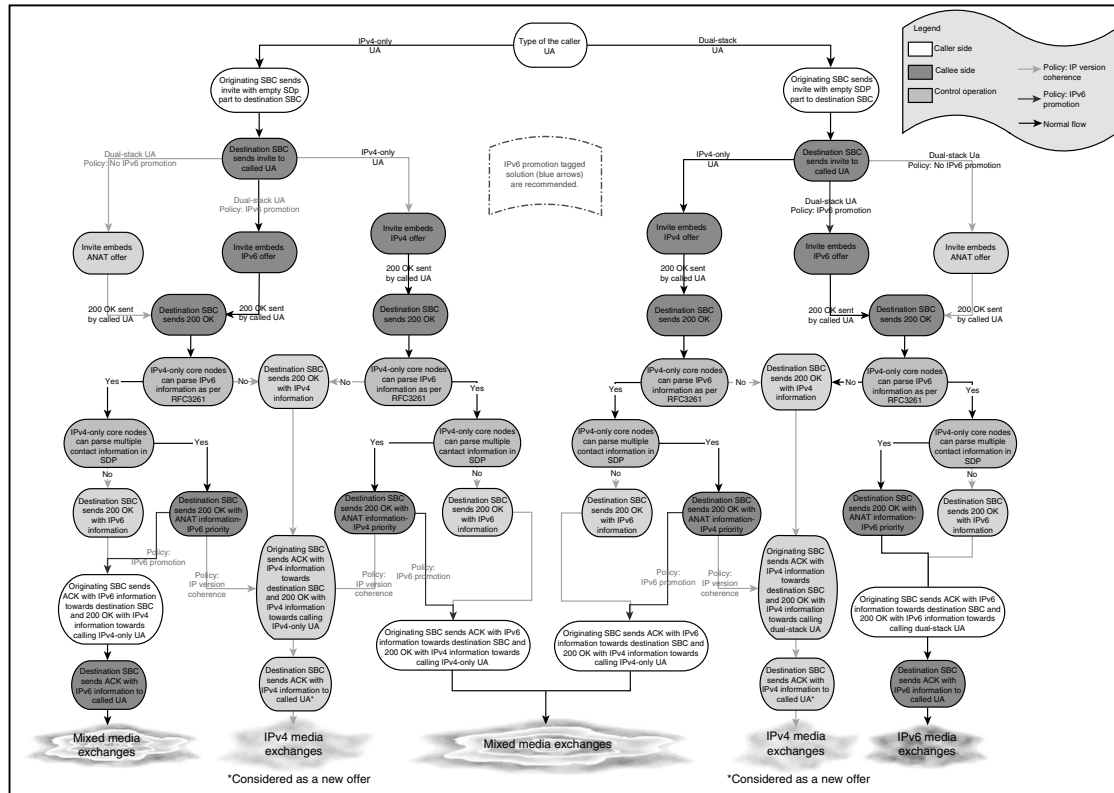 Type of the caller
UA
IPv4-only
UA
Dual-stack
UA
Legend
Caller side
Callee side
Control operation
Policy: IP version
coherence
Policy: IPv6
promotion
Normal flow
Originating SBC sends
invite with empty SDp
part to destination SBC
Originating SBC sends
invite with empty SDP
part to destination SBC
Dual-stack UA
Policy: No IPv6 promotion
Destination SBC
sends invite to
called UA
IPv4-only
UA
Dual-stack UA
Policy: IPv6 promotion
IPv6 promotion tagged
solution (blue arrows)
are recommended.
IPv4-only
UA
Destination SBC
sends invite to
called UA
Dual-stack Ua
Policy: No IPv6 promotion
Dual-stack UA
Policy: IPv6 promotion
Invite embeds
ANAT offer
Invite embeds
IPv6 offer
Invite embeds
IPv4 offer
Invite embeds
IPv4 offer
Invite embeds
IPv6 offer
Invite embeds
ANAT offer
200 OK sent
by called UA
200 OK sent
by called UA
200 OK sent
by called UA
200 OK sent
by called UA
200 OK sent
by called UA
200 OK sent
by called UA
Destination SBC
sends 200 OK
Destination SBC
sends 200 OK
Destination SBC
sends 200 OK
Destination SBC
sends 200 OK
Yes
IPv4-only core nodes
can parse IPv6
information as per
RFC3261
No
Destination SBC
sends 200 OK
with IPv4
information
No
IPv4-only core nodes
can parse IPv6
information as per
RFC3261
Yes
Yes
IPv4-only core nodes
can parse IPv6
information as per
RFC3261
No
Destination SBC
sends 200 OK
with IPv4
information
No
IPv4-only core nodes
can parse IPv6
information as per
RFC3261
Yes
IPv4-only core nodes
can parse multiple
contact information in
SDP
Yes
No
Yes
IPv4-only core nodes
can parse multiple
contact information in
SDP
No
IPv4-only core nodes
can parse multiple
contact information in
SDP
Yes
No
Yes
IPv4-only core nodes
can parse multiple
contact information in
SDP
No
Destination SBC
sends 200 OK
with IPv6
information
Destination SBC
sends 200 OK with
ANAT information-
IPv6 priority
Destination SBC
sends 200 OK with
ANAT information-
IPv4 priority
Destination SBC
sends 200 OK
with IPv6
information
Destination SBC
sends 200 OK
with IPv6
information
Destination SBC
sends 200 OK with
ANAT information-
IPv4 priority
Destination SBC
sends 200 OK with
ANAT information-
IPv6 priority
Destination SBC
sends 200 OK
with IPv6
information
Policy:
IPv6 promotion
Policy:
IP version
coherence
Policy:
IP version
coherence
Policy:
IPv6 promotion
Policy:
IPv6 promotion
Policy:
IP version
coherence
Originating SBC
sends ACK with IPv6 information
towards destination SBC
and 200 OK with IPv4
information towards
calling IPv4-only UA
Originating SBC
sends ACK with
IPv4 information
towards
destination SBC
and 200 OK with
IPv4 information
towards calling
IPv4-only UA
Originating SBC sends ACK with IPv6
information towards destination SBC and
200 OK with IPv4 information towards
calling IPv4-only UA
Originating SBC sends ACK with IPv6
information towards destination SBC and
200 OK with IPv4 information towards
calling IPv4-only UA
Originating SBC
sends ACK with
IPv4 information
towards
destination SBC
and 200 OK with
IPv4 information
towards calling
dual-stack UA
Originating SBC sends ACK with IPv6
information towards destination SBC and
200 OK with IPv6 information towards
calling dual-stack UA
Destination SBC
sends ACK with
IPv6 information to
called UA
Destination SBC
sends ACK with
IPv4 information to
called UA*
Destination SBC
sends ACK with
IPv4 information to
called UA*
Destination SBC
sends ACK with
IPv6 information to
called UA
Mixed media
exchanges
IPv4 media
exchanges
Mixed media exchanges
IPv4 media
exchanges
IPv6 media
exchanges
*Considered as a new offer
*Considered as a new offer